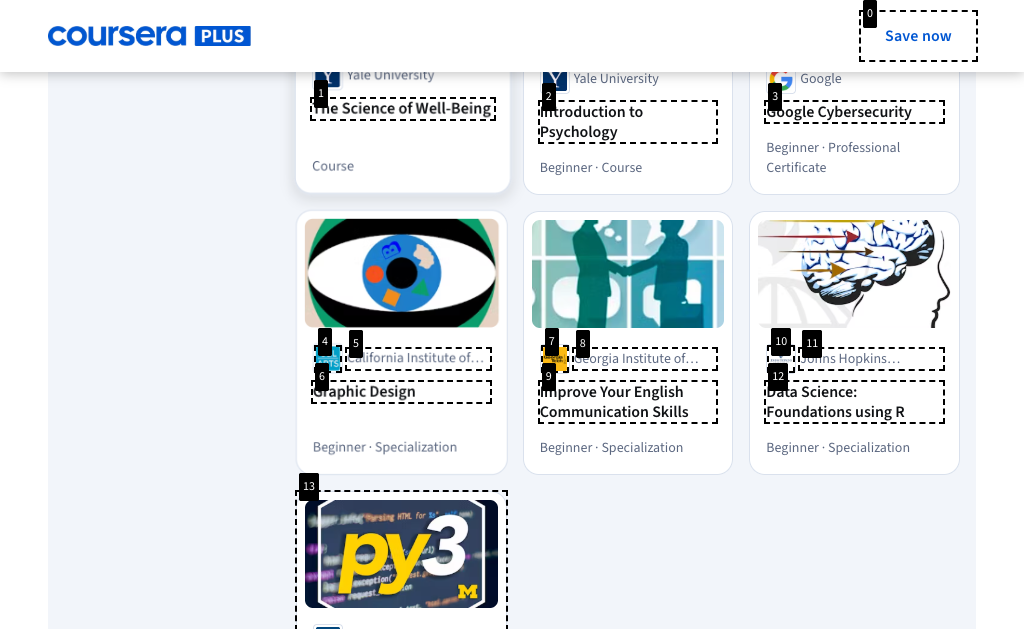 coursera PLUS
0
Save now
Yale University
1
The Science of Well-Being
Course
Yale University
2
Introduction to
Psychology
Beginner · Course
Google
3
Google Cybersecurity
Beginner · Professional
Certificate
4
5
California Institute of…
6
Graphic Design
Beginner · Specialization
7
8
Georgia Institute of…
9
Improve Your English
Communication Skills
Beginner · Specialization
10
11
Johns Hopkins…
12
Data Science:
Foundations using R
Beginner · Specialization
13
py3
M